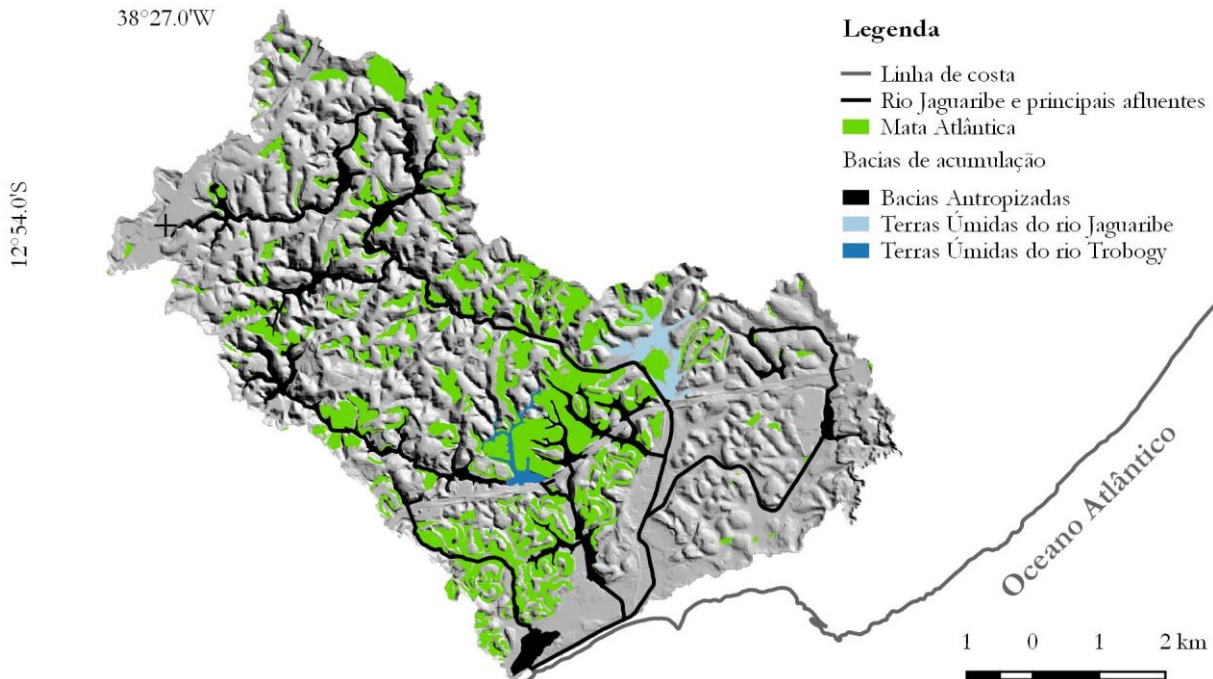 38°27.0'W
12°54.0'S
Legenda
Linha de costa
Rio Jaguaribe e principais afluentes
Mata Atlântica
Bacias de acumulação
Bacias Antropizadas
Terras Úmidas do rio Jaguaribe
Terras Úmidas do rio Trobogy
Oceano Atlântico
1 0 1 2 km